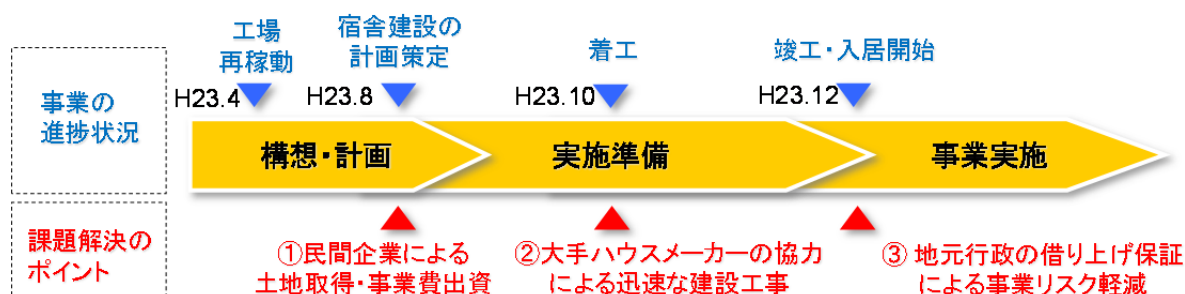 工場
再稼動
宿舎建設の
計画策定
着工
竣工・入居開始
事業の
進捗状況
H23.4
H23.8
H23.10
H23.12
構想・計画
実施準備
事業実施
課題解決の
ポイント
①民間企業による
土地取得・事業費出資
②大手ハウスメーカーの協力
による迅速な建設工事
③ 地元行政の借り上げ保証
による事業リスク軽減